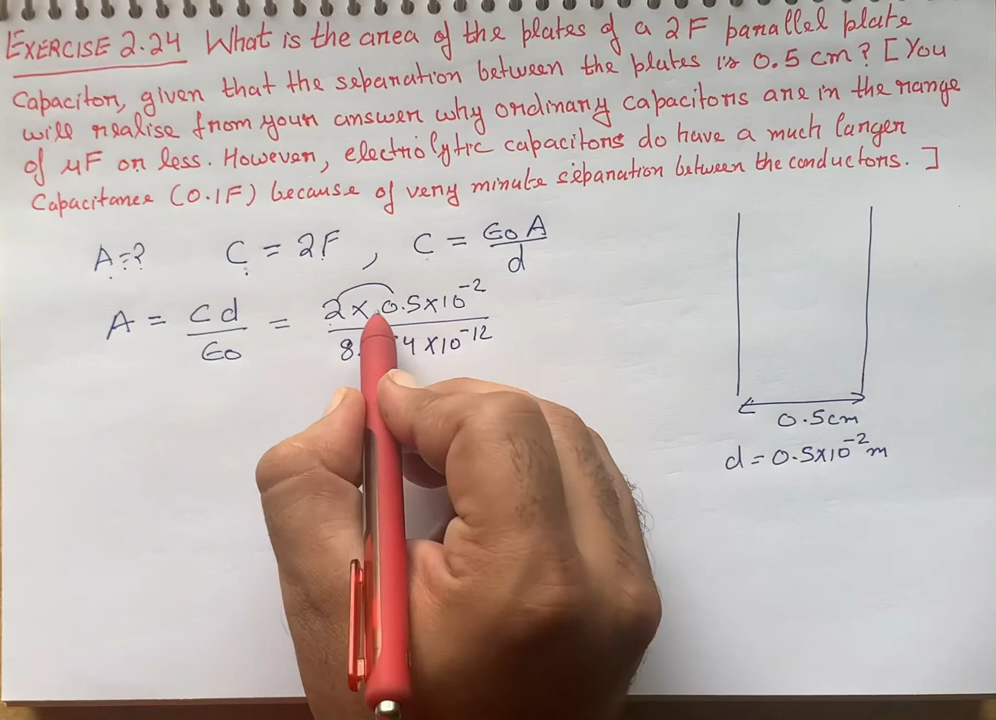 EXERCISE 2.24 What is the area of the plates of a 2F parallel plate
capacitor, given that the separation between the plates is 0.5 cm? [You
will realise from your answer why ordinary capacitors are in the range
of μF or less. However, electrolytic capacitors do have a much larger
Capacitance (0.1F) because of very minute separation between the conductors. ]
A=? C = 2F , C = ϵ0 A / d
A = Cd / ϵ0 = 2 × 0.5×10⁻² / 8. 4 ×10⁻¹²
0.5cm
d = 0.5×10⁻² m